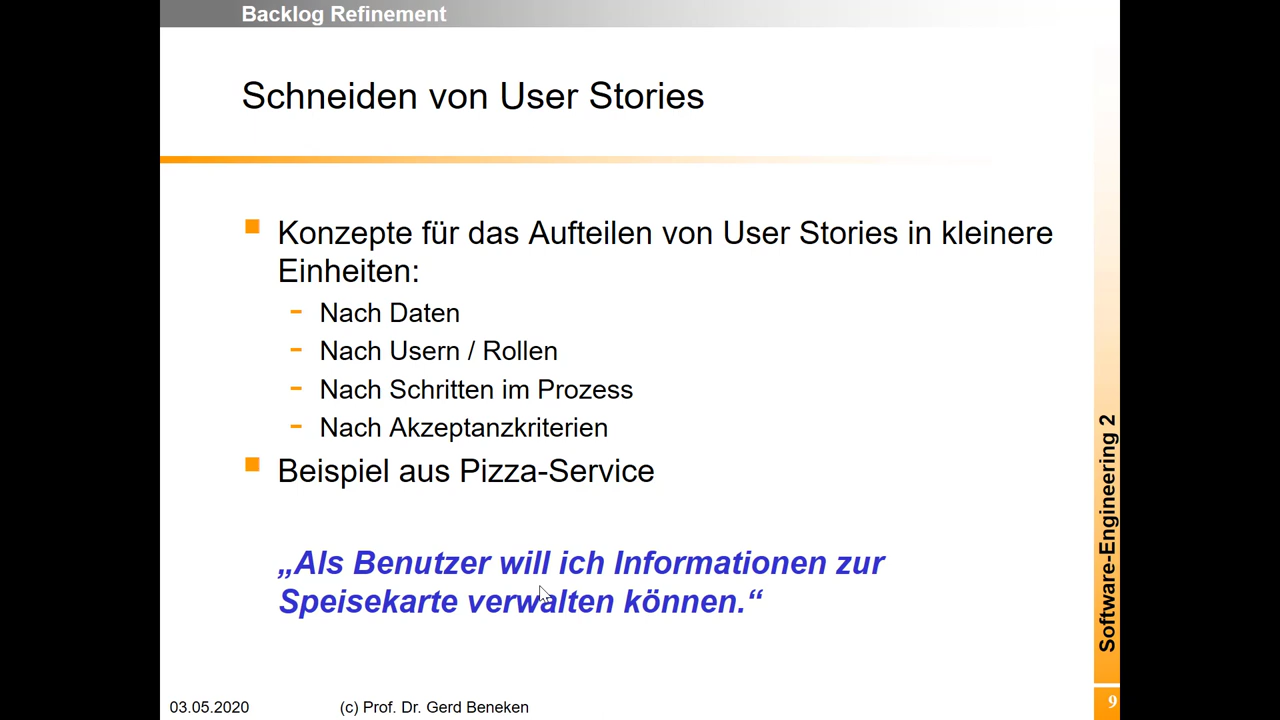 Backlog Refinement
Schneiden von User Stories
Konzepte für das Aufteilen von User Stories in kleinere
Einheiten:
- Nach Daten
- Nach Usern / Rollen
- Nach Schritten im Prozess
- Nach Akzeptanzkriterien
Beispiel aus Pizza-Service
„Als Benutzer will ich Informationen zur
Speisekarte verwalten können.“
Software-Engineering 2
03.05.2020
(c) Prof. Dr. Gerd Beneken
9